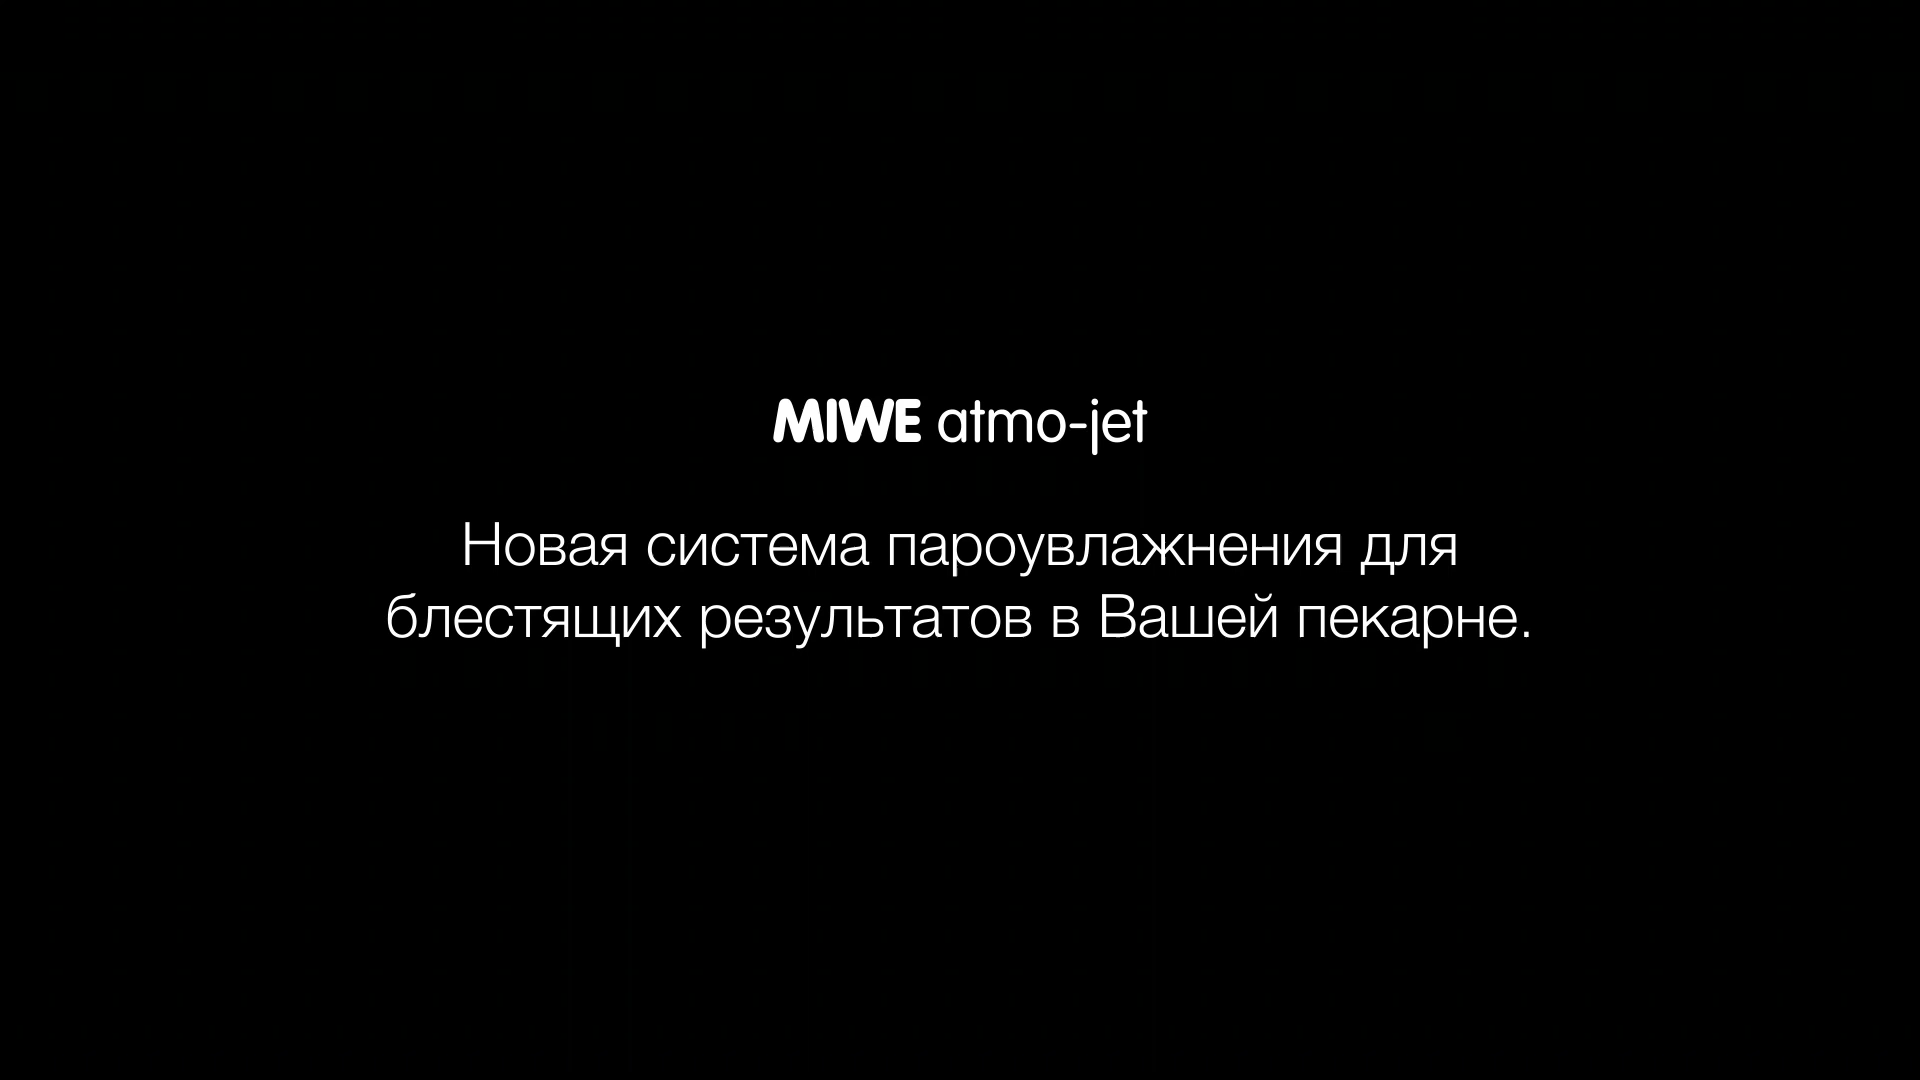 MIWE atmo-jet
Новая система пароувлажнения для
блестящих результатов в Вашей пекарне.